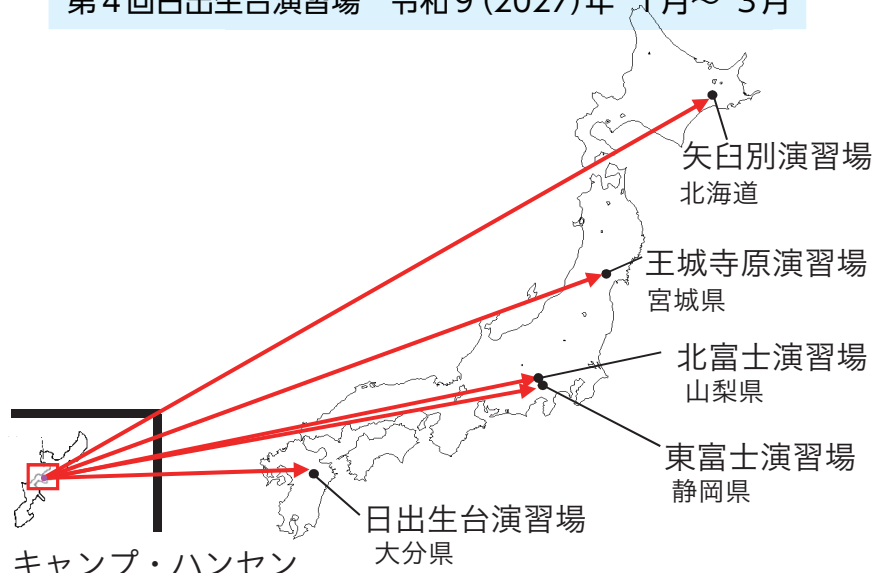 第4回日出生台演習場 令和9(2027)年 1月~ 3月
矢臼別演習場
北海道
王城寺原演習場
宮城県
北富士演習場
山梨県
東富士演習場
静岡県
日出生台演習場
大分県
キャンプ・ハンセン